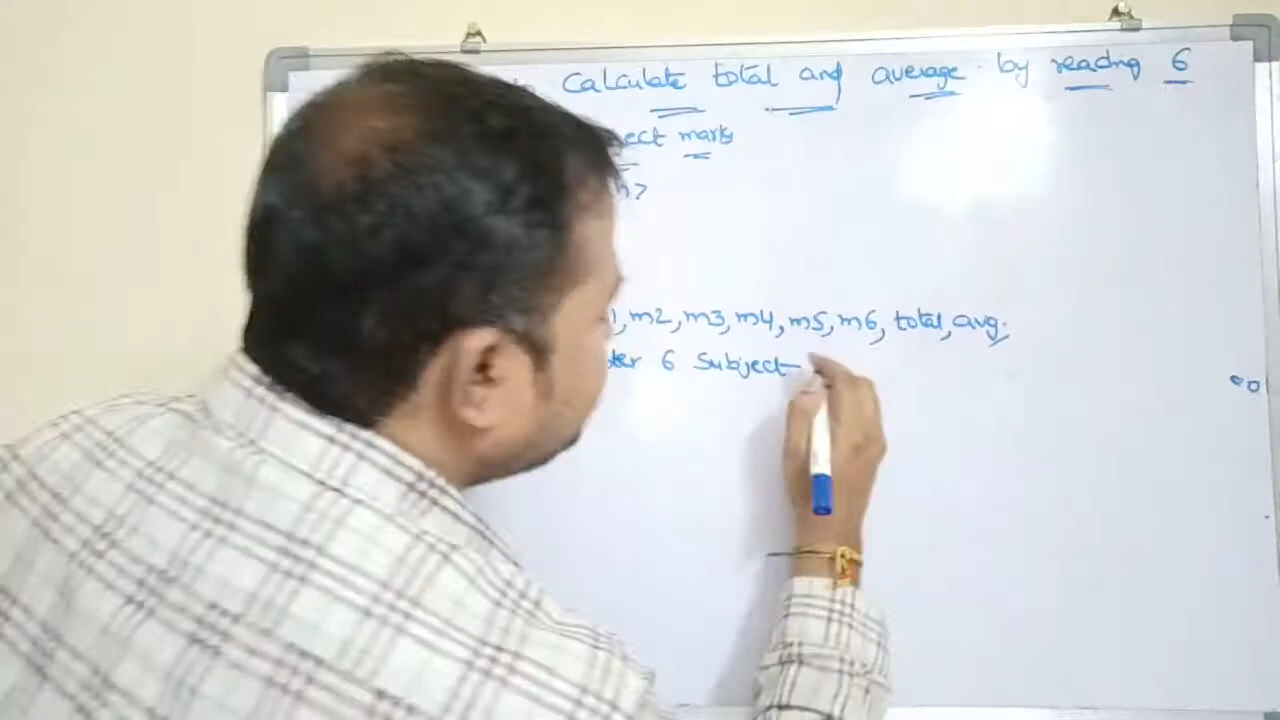 Calculate total and average by reading 6
ect marks
h>
1, m2, m3, m4, m5, m6, total, avg;
ter 6 Subject